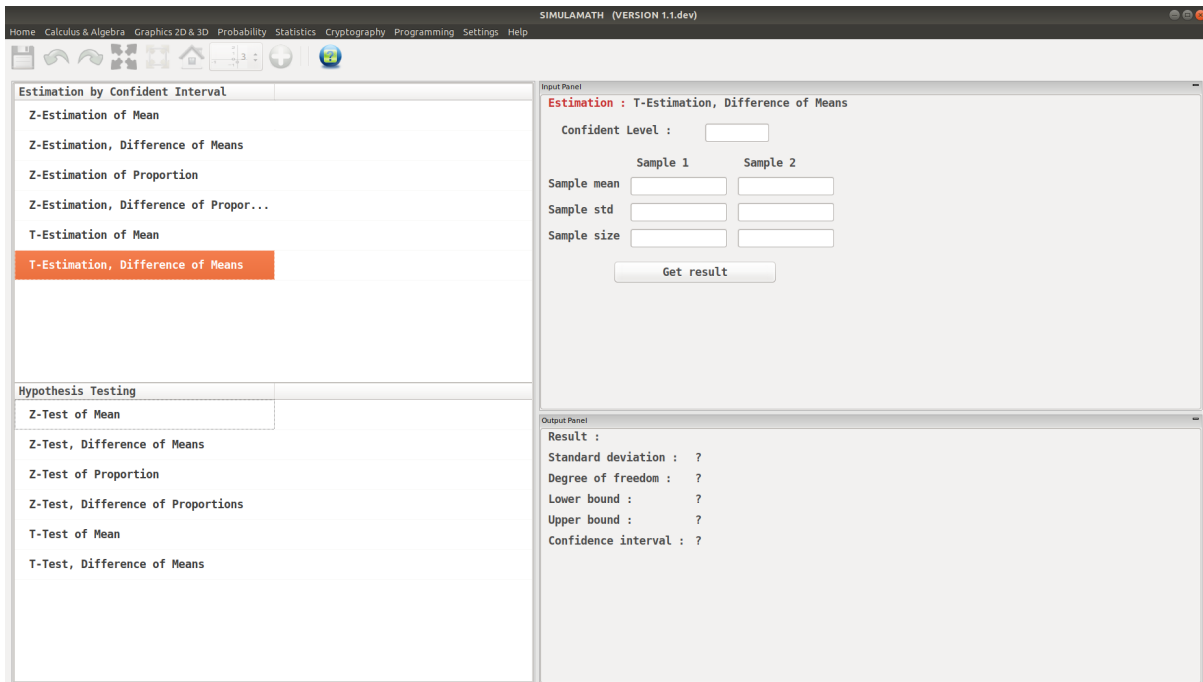 SIMULAMATH (VERSION 1.1.dev)
Home Calculus & Algebra Graphics 2D & 3D Probability Statistics Cryptography Programming Settings Help
3
Estimation by Confident Interval
Z-Estimation of Mean
Z-Estimation, Difference of Means
Z-Estimation of Proportion
Z-Estimation, Difference of Propor...
T-Estimation of Mean
T-Estimation, Difference of Means
Hypothesis Testing
Z-Test of Mean
Z-Test, Difference of Means
Z-Test of Proportion
Z-Test, Difference of Proportions
T-Test of Mean
T-Test, Difference of Means
Input Panel
Estimation : T-Estimation, Difference of Means
Confident Level :
Sample 1 Sample 2
Sample mean
Sample std
Sample size
Get result
Output Panel
Result :
Standard deviation : ?
Degree of freedom : ?
Lower bound : ?
Upper bound : ?
Confidence interval : ?